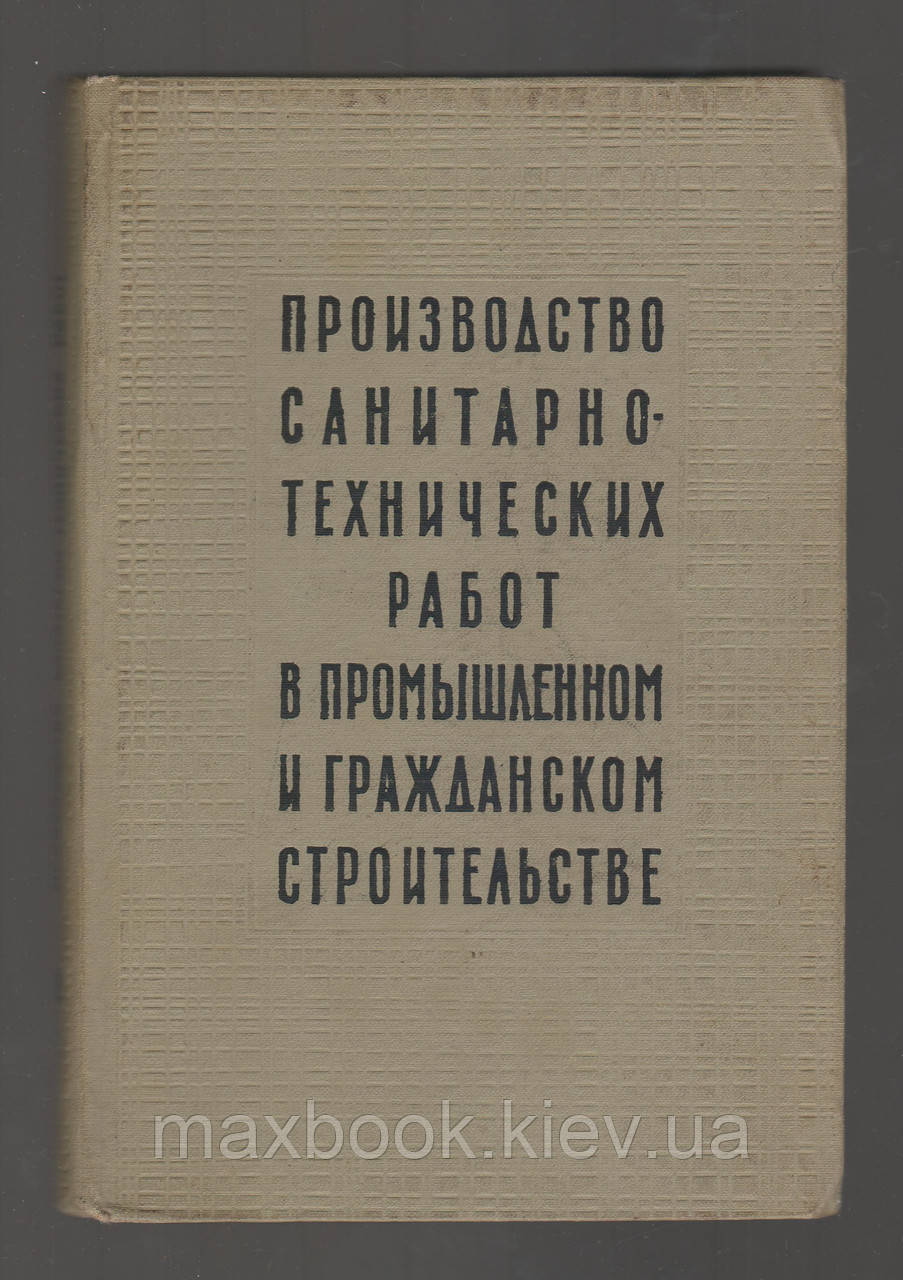 ПРОИЗВОДСТВО
САНИТАРНО-
ТЕХНИЧЕСКИХ
РАБОТ
В ПРОМЫШЛЕННОМ
И ГРАЖДАНСКОМ
СТРОИТЕЛЬСТВЕ
maxbook.kiev.ua